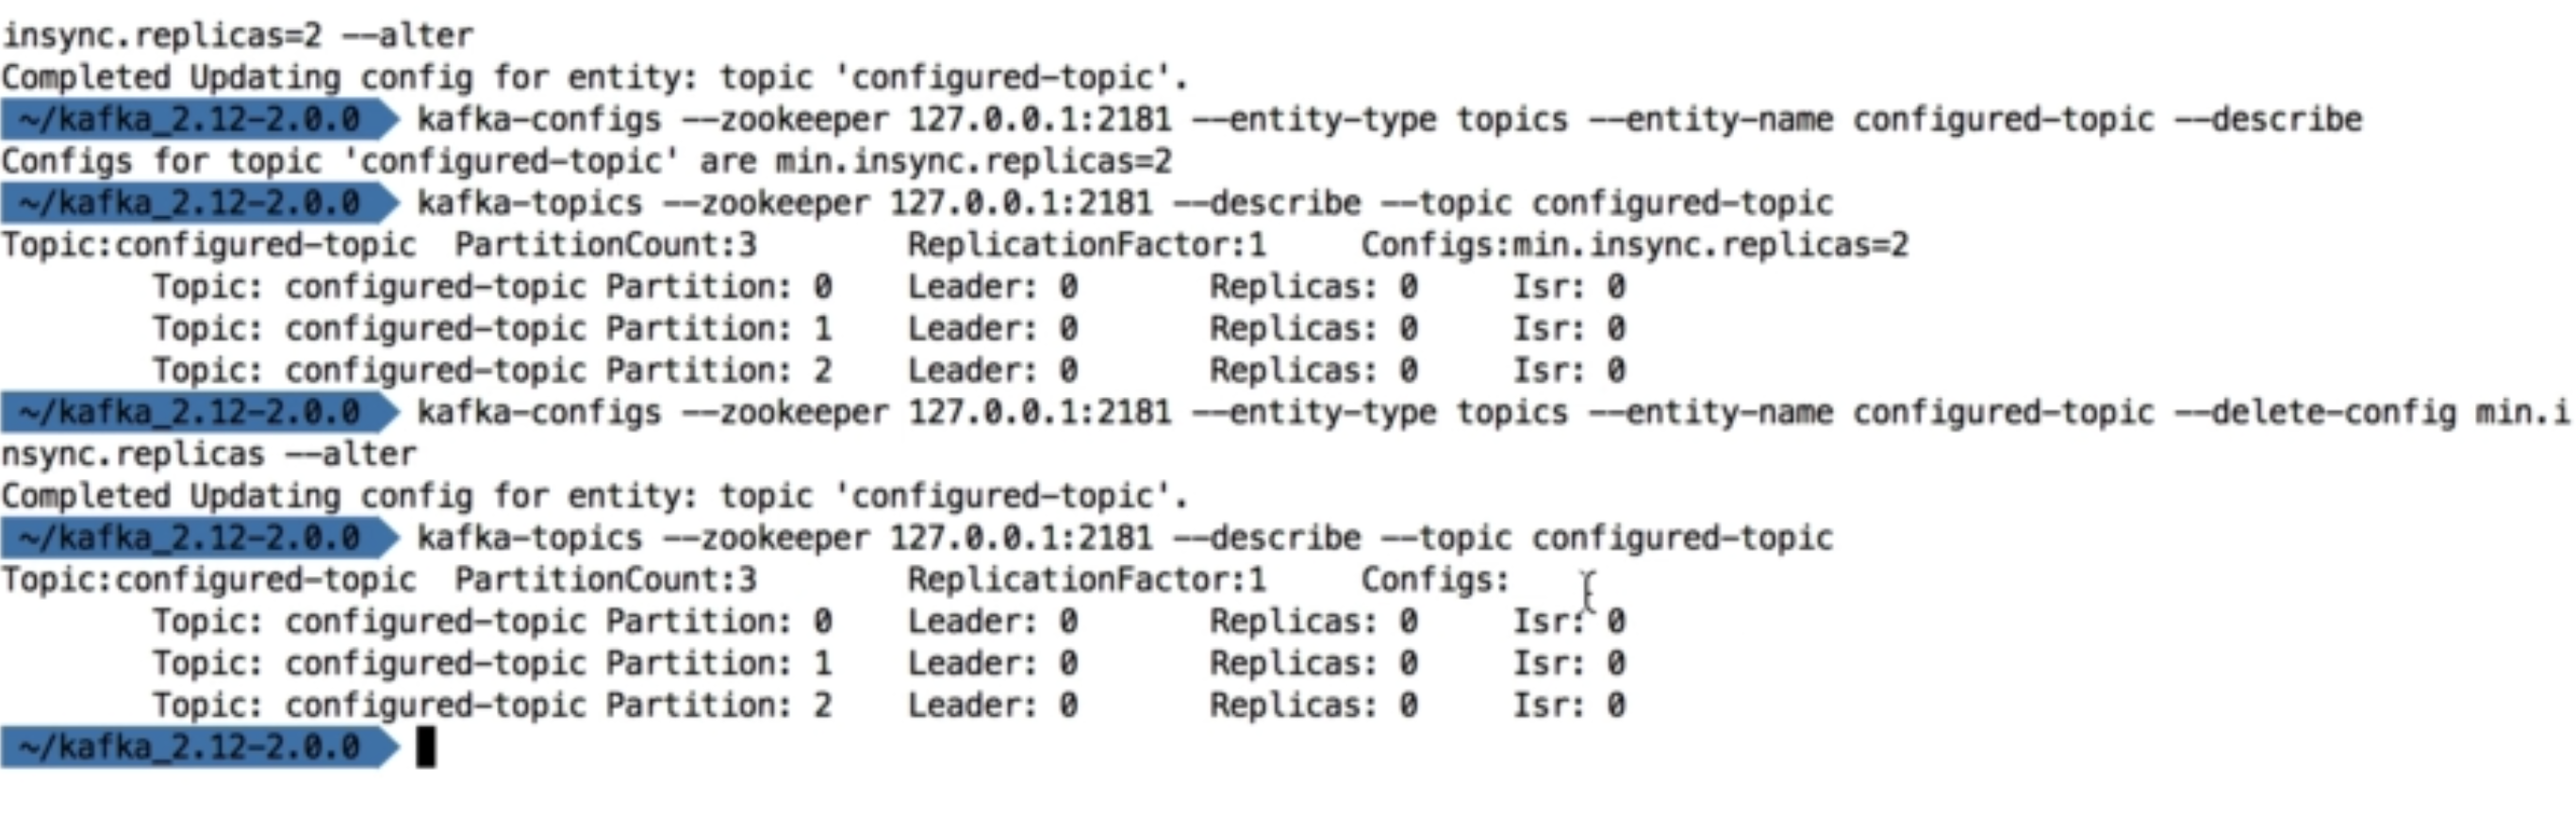 insync.replicas=2 --alter
Completed Updating config for entity: topic 'configured-topic'.
~/kafka_2.12-2.0.0 kafka-configs --zookeeper 127.0.0.1:2181 --entity-type topics --entity-name configured-topic --describe
Configs for topic 'configured-topic' are min.insync.replicas=2
~/kafka_2.12-2.0.0 kafka-topics --zookeeper 127.0.0.1:2181 --describe --topic configured-topic
Topic:configured-topic PartitionCount:3 ReplicationFactor:1 Configs:min.insync.replicas=2
Topic: configured-topic Partition: 0 Leader: 0 Replicas: 0 Isr: 0
Topic: configured-topic Partition: 1 Leader: 0 Replicas: 0 Isr: 0
Topic: configured-topic Partition: 2 Leader: 0 Replicas: 0 Isr: 0
~/kafka_2.12-2.0.0 kafka-configs --zookeeper 127.0.0.1:2181 --entity-type topics --entity-name configured-topic --delete-config min.i
nsync.replicas --alter
Completed Updating config for entity: topic 'configured-topic'.
~/kafka_2.12-2.0.0 kafka-topics --zookeeper 127.0.0.1:2181 --describe --topic configured-topic
Topic:configured-topic PartitionCount:3 ReplicationFactor:1 Configs:
Topic: configured-topic Partition: 0 Leader: 0 Replicas: 0 Isr: 0
Topic: configured-topic Partition: 1 Leader: 0 Replicas: 0 Isr: 0
Topic: configured-topic Partition: 2 Leader: 0 Replicas: 0 Isr: 0
~/kafka_2.12-2.0.0